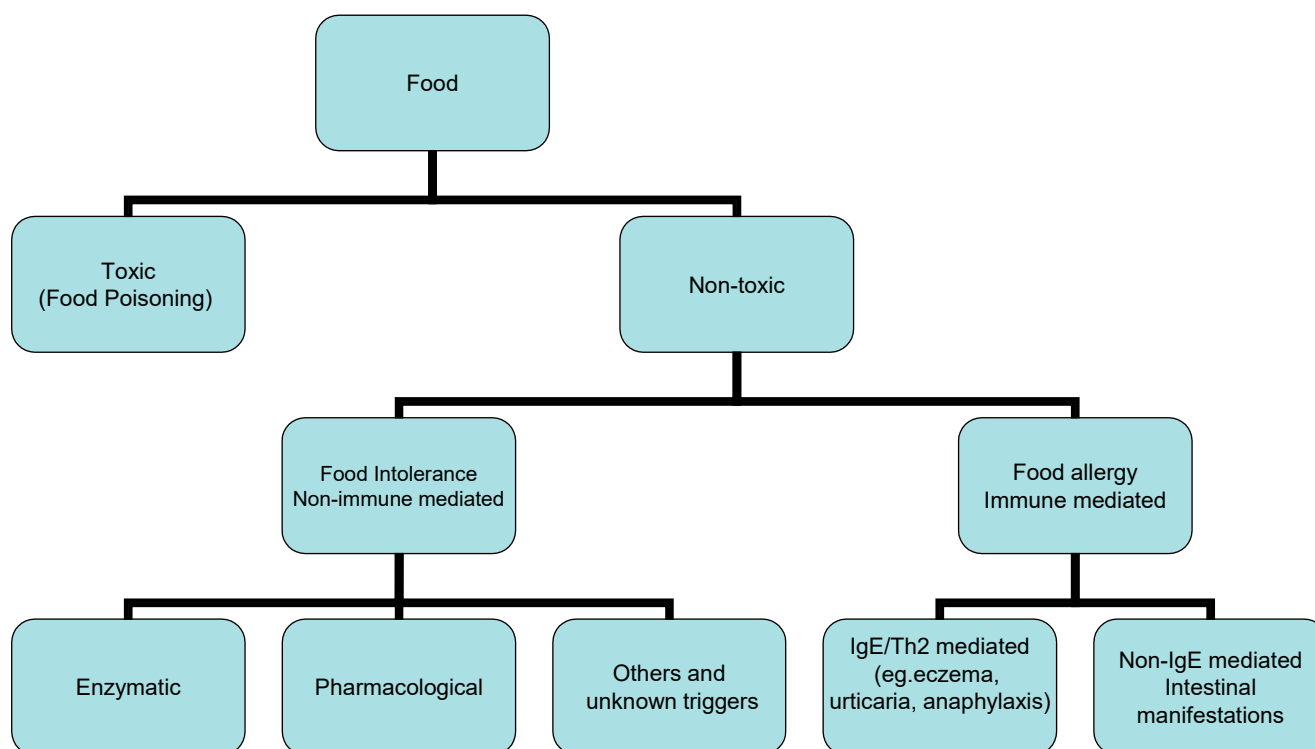 Food
Toxic
(Food Poisoning)
Non-toxic
Food Intolerance
Non-immune mediated
Food allergy
Immune mediated
Enzymatic
Pharmacological
Others and
unknown triggers
IgE/Th2 mediated
(eg.eczema,
urticaria, anaphylaxis)
Non-IgE mediated
Intestinal
manifestations